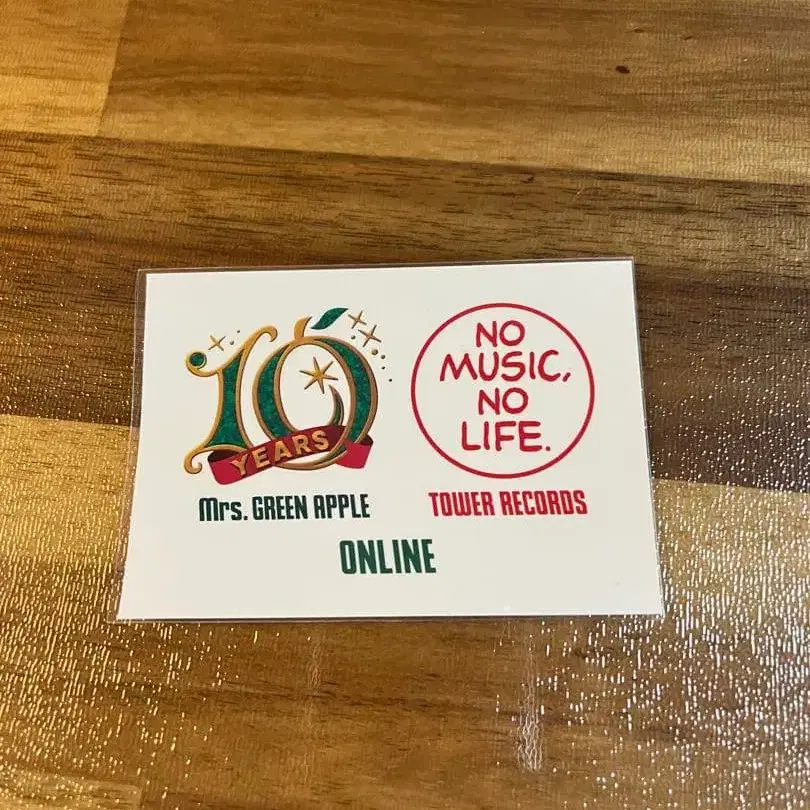 10
YEARS
Mrs. GREEN APPLE
NO
MUSIC,
NO
LIFE.
TOWER RECORDS
ONLINE